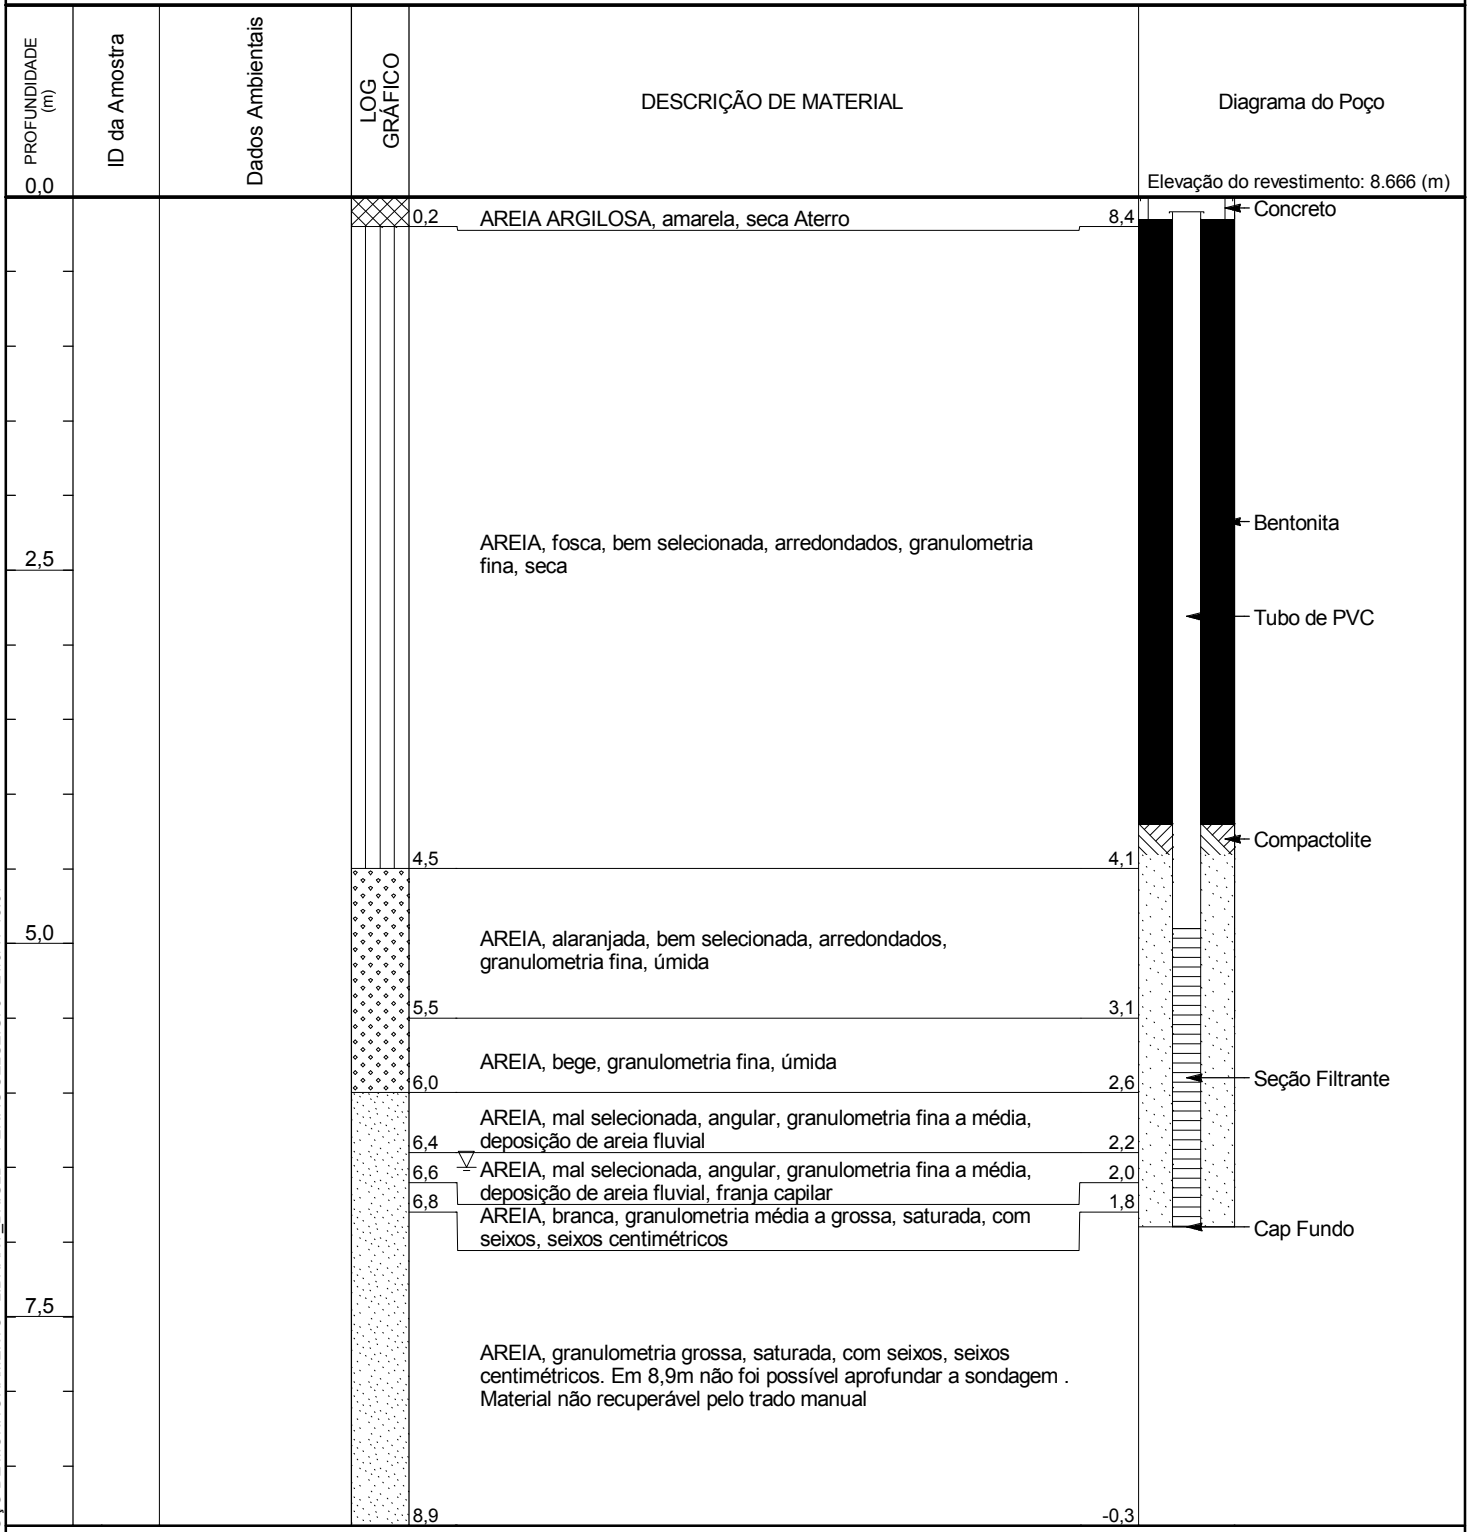 PROFUNDIDADE
(m)
0,0
ID da Amostra
Dados Ambientais
LOG
GRÁFICO
DESCRIÇÃO DE MATERIAL
Diagrama do Poço
Elevação do revestimento: 8.666 (m)
0,2
AREIA ARGILOSA, amarela, seca Aterro
8,4
Concreto
Bentonita
AREIA, fosca, bem selecionada, arredondados, granulometria
fina, seca
2,5
Tubo de PVC
Compactolite
4,5
4,1
5,0
AREIA, alaranjada, bem selecionada, arredondados,
granulometria fina, úmida
5,5
3,1
AREIA, bege, granulometria fina, úmida
6,0
2,6
Seção Filtrante
AREIA, mal selecionada, angular, granulometria fina a média,
deposição de areia fluvial
6,4
2,2
AREIA, mal selecionada, angular, granulometria fina a média,
deposição de areia fluvial, franja capilar
6,6
2,0
6,8
1,8
AREIA, branca, granulometria média a grossa, saturada, com
seixos, seixos centimétricos
Cap Fundo
7,5
AREIA, granulometria grossa, saturada, com seixos, seixos
centimétricos. Em 8,9m não foi possível aprofundar a sondagem .
Material não recuperável pelo trado manual
8,9
-0,3